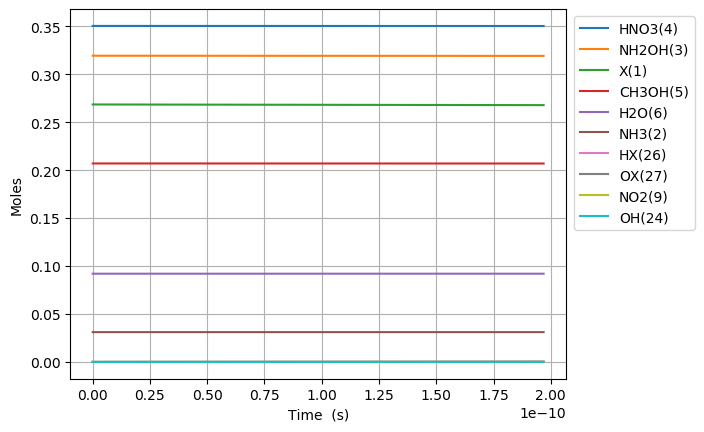 0.35
0.30
0.25
0.20
0.15
0.10
0.05
0.00
Moles
0.00 0.25 0.50 0.75 1.00 1.25 1.50 1.75 2.00
1e−10
Time  (s)
HNO3(4)
NH2OH(3)
X(1)
CH3OH(5)
H2O(6)
NH3(2)
HX(26)
OX(27)
NO2(9)
OH(24)